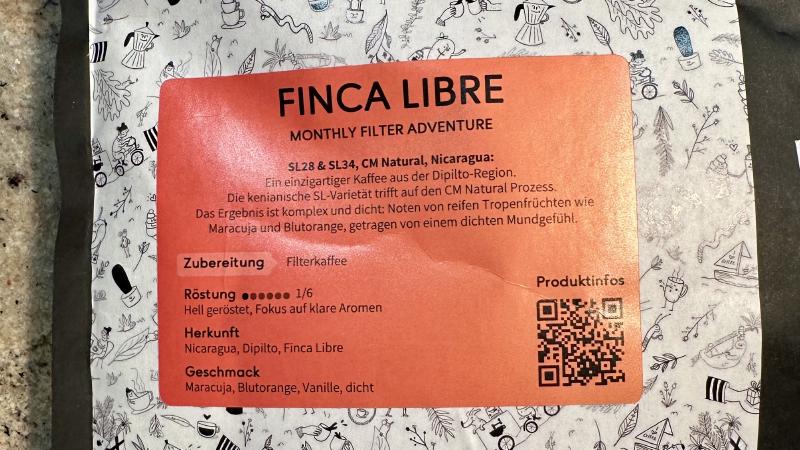 FINCA LIBRE
MONTHLY FILTER ADVENTURE
SL28 & SL34, CM Natural, Nicaragua:
Ein einzigartiger Kaffee aus der Dipilto-Region.
Die kenianische SL-Varietät trifft auf den CM Natural Prozess.
Das Ergebnis ist komplex und dicht: Noten von reifen Tropenfrüchten wie
Maracuja und Blutorange, getragen von einem dichten Mundgefühl.
Zubereitung Filterkaffee
Produktinfos
Röstung 1/6
Hell geröstet, Fokus auf klare Aromen
Herkunft
Nicaragua, Dipilto, Finca Libre
Geschmack
Maracuja, Blutorange, Vanille, dicht